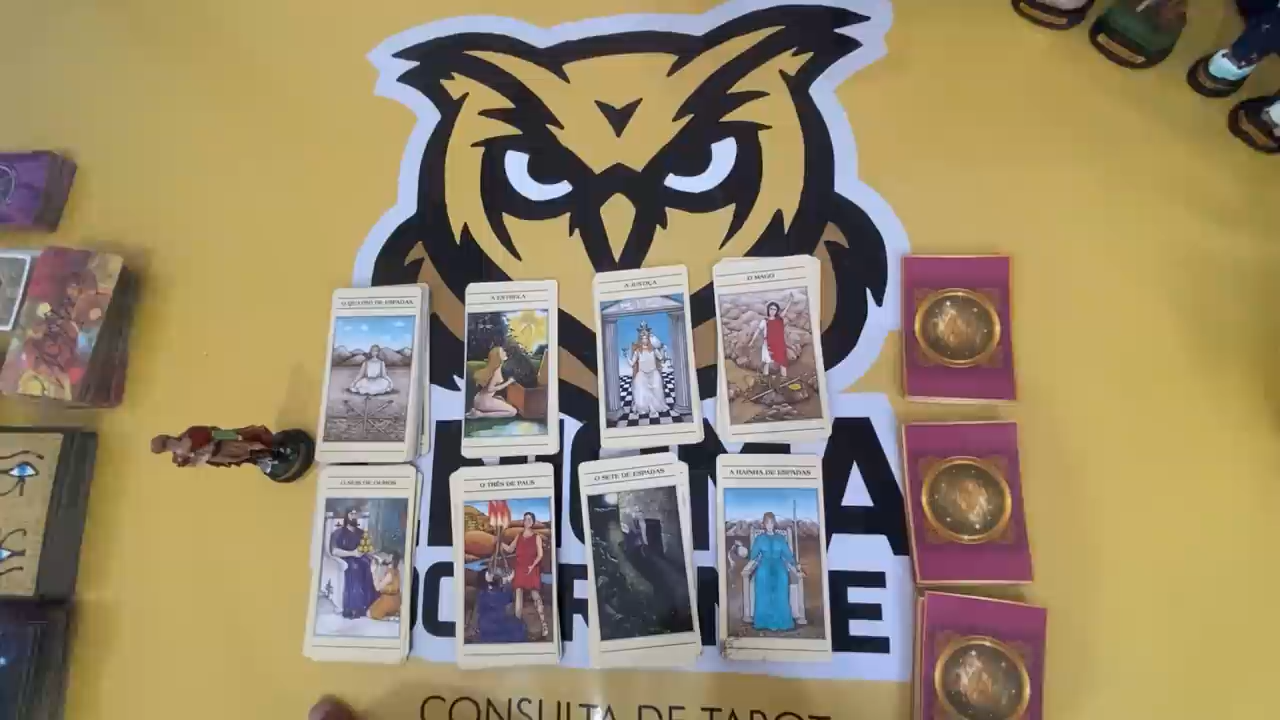 O QUATRO DE ESPADAS
A ESTRELA
A JUSTIÇA
O MAGO
O SEIS DE OUROS
O TRÊS DE PAUS
O SETE DE ESPADAS
A RAINHA DE ESPADAS
CONSULTA DE TAROT